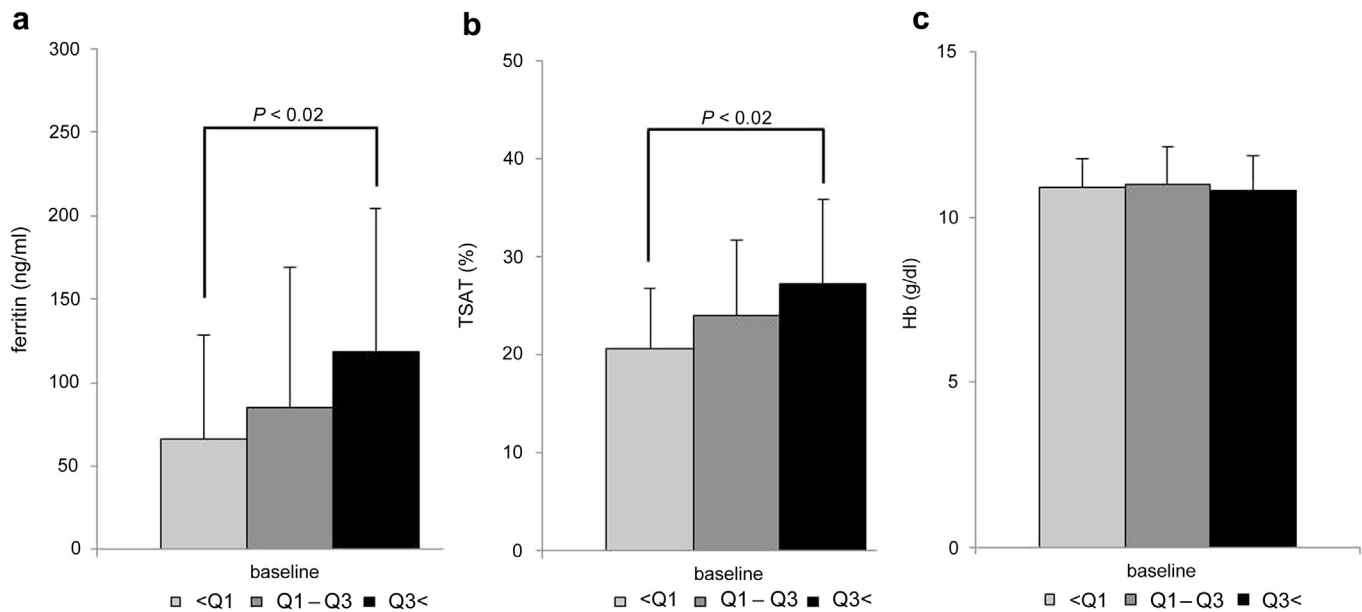 a
300
250
200
150
100
50
0
ferritin (ng/ml)
P < 0.02
baseline
<Q1 Q1 – Q3 Q3<
b
50
40
30
20
10
0
TSAT (%)
P < 0.02
baseline
<Q1 Q1 – Q3 Q3<
c
15
10
5
0
Hb (g/dl)
baseline
<Q1 Q1 – Q3 Q3<